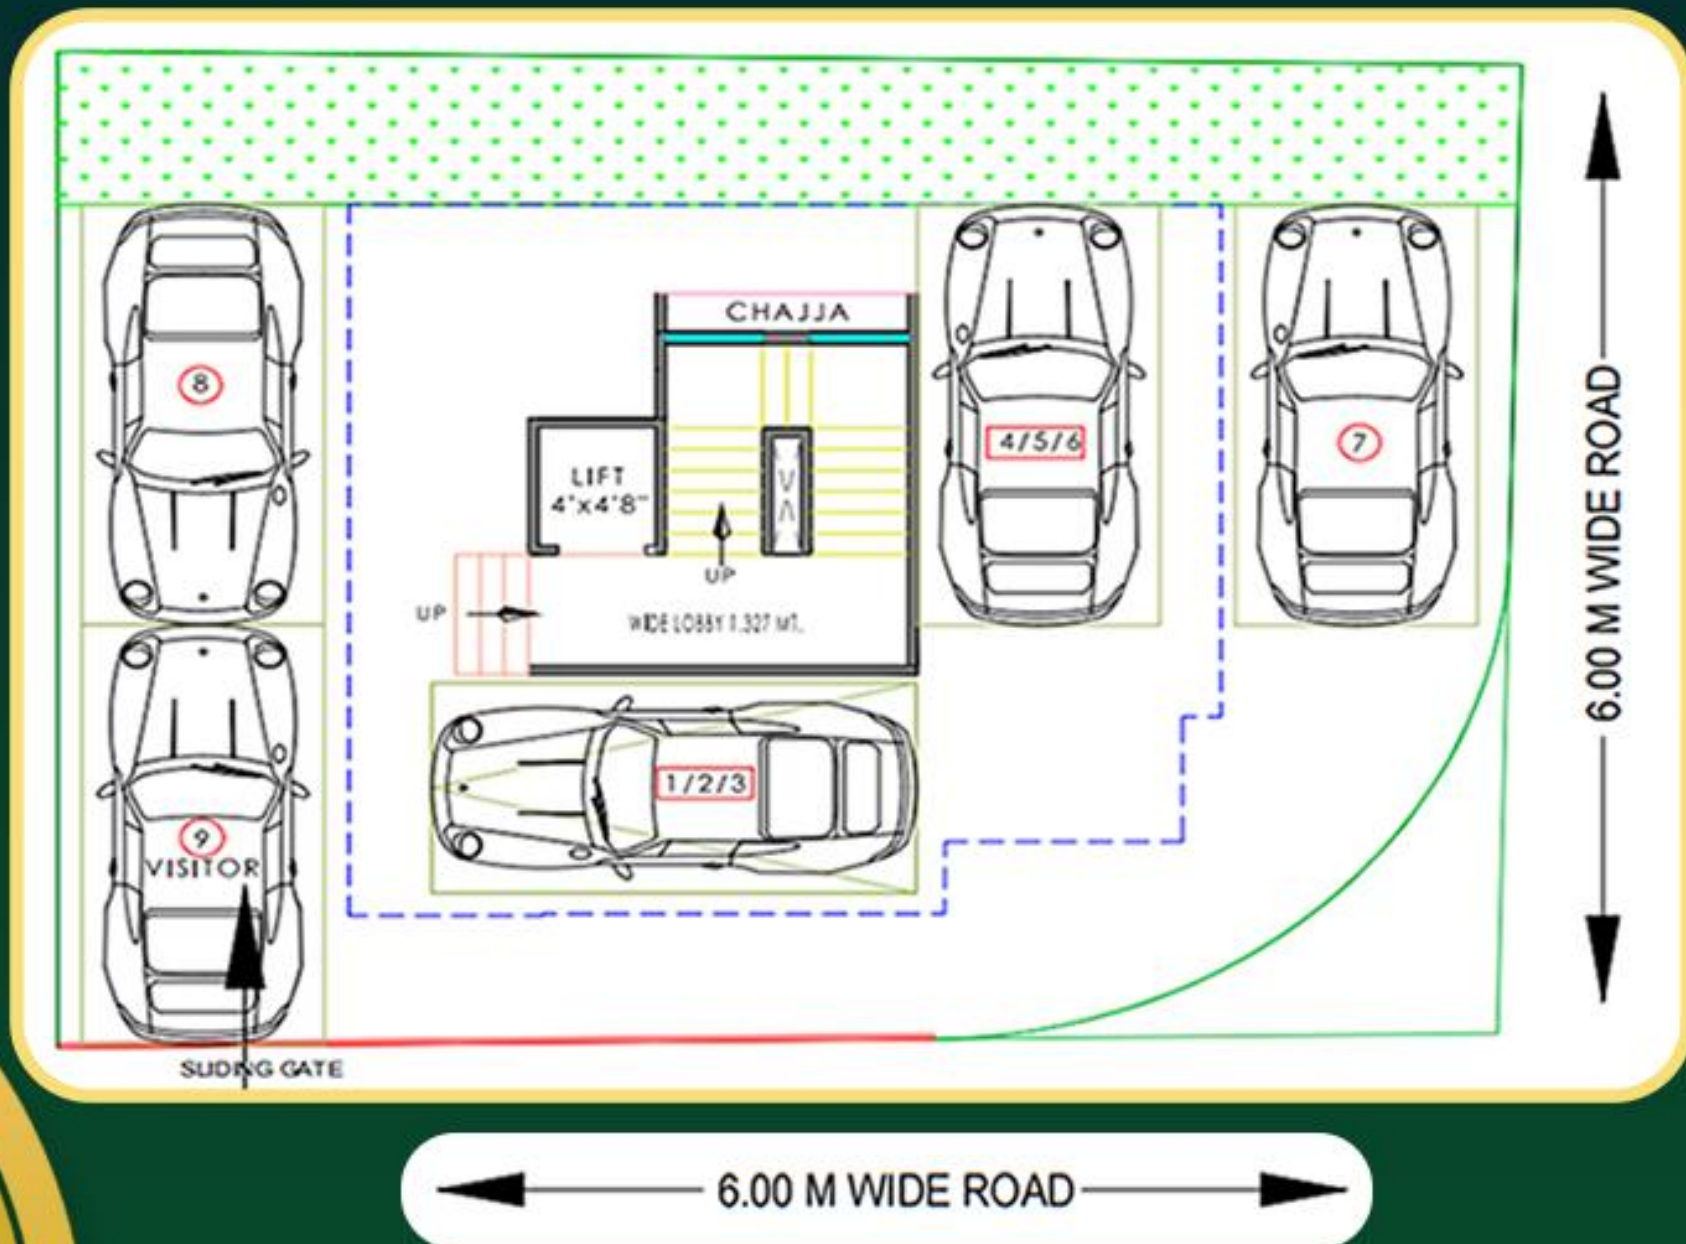 CHAJJA
8
4/5/6
7
LIFT
4'x4'8"
UP
UP
WIDE LOBBY 1.327 MT.
1/2/3
9
VISITOR
SLIDING GATE
6.00 M WIDE ROAD
6.00 M WIDE ROAD